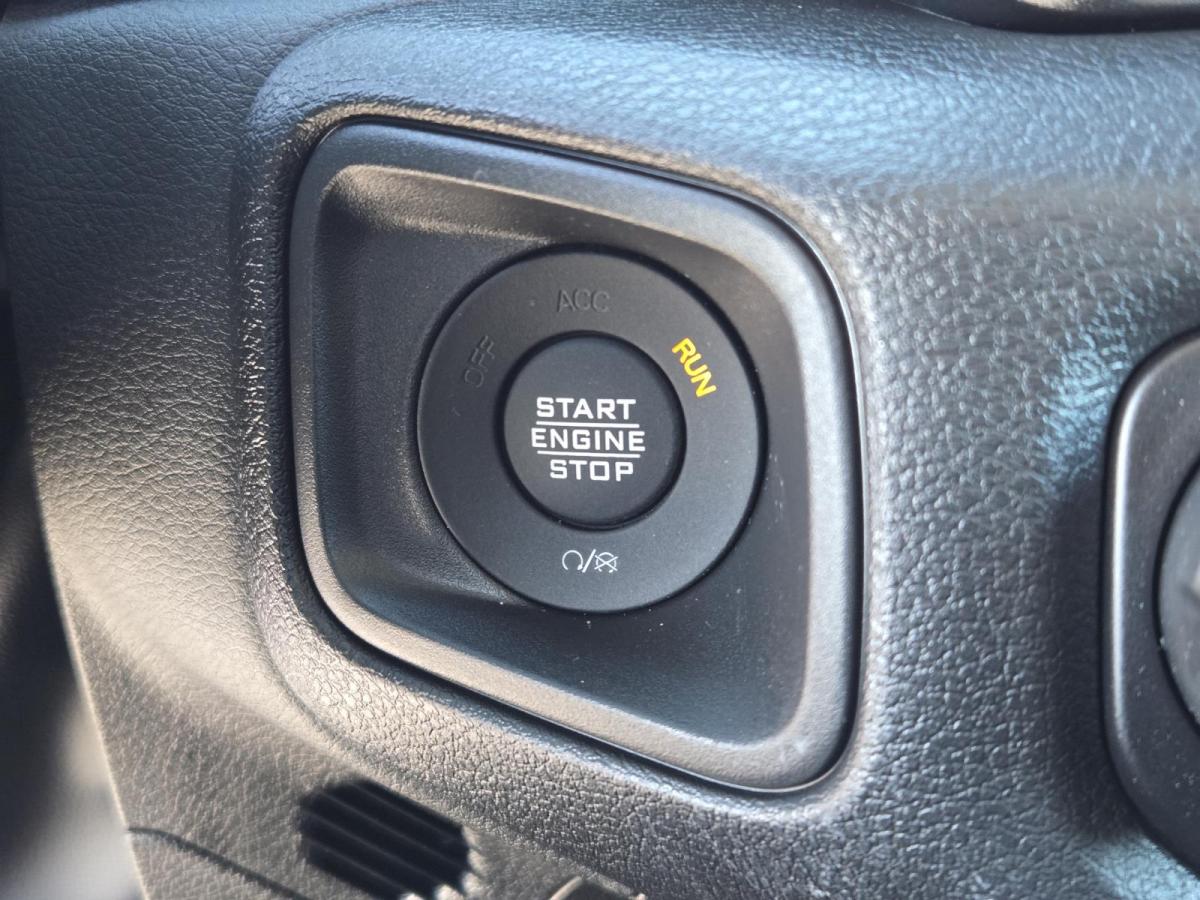 ACC
OFF
RUN
START
ENGINE
STOP